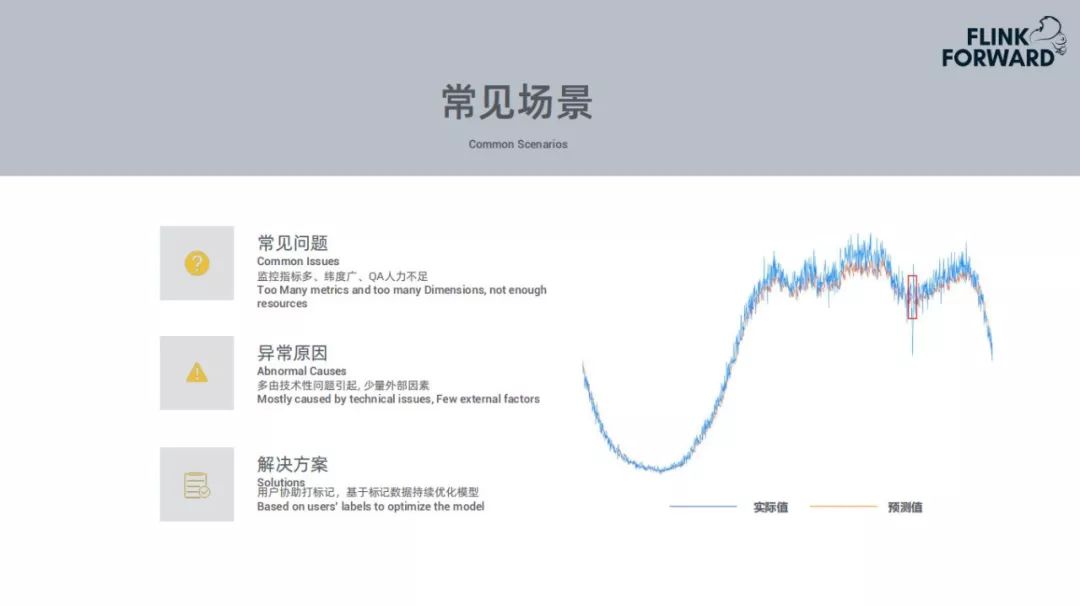 FLINK
FORWARD
常见场景
Common Scenarios
常见问题
Common Issues
监控指标多、纬度广、QA人力不足
Too Many metrics and too many Dimensions, not enough
resources
异常原因
Abnormal Causes
多由技术性问题引起, 少量外部因素
Mostly caused by technical issues, Few external factors
解决方案
Solutions
用户协助打标记，基于标记数据持续优化模型
Based on users' labels to optimize the model
实际值
预测值